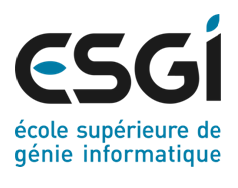 ESGI
école supérieure de
génie informatique